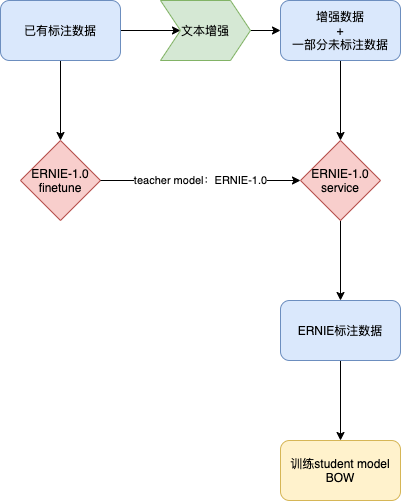 已有标注数据
文本增强
增强数据
+
一部分未标注数据
ERNIE-1.0
finetune
teacher model：ERNIE-1.0
ERNIE-1.0
service
ERNIE标注数据
训练student model
BOW